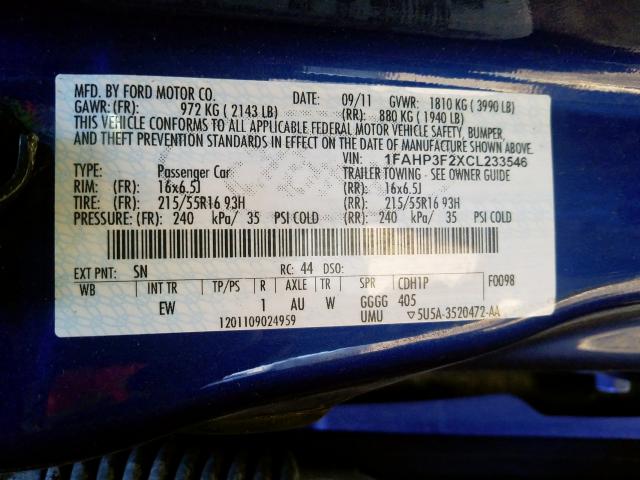 MFD. BY FORD MOTOR CO. DATE: 09/11 GVWR: 1810 KG ( 3990 LB)
GAWR: (FR): 972 KG ( 2143 LB) (RR): 880 KG ( 1940 LB)
THIS VEHICLE CONFORMS TO ALL APPLICABLE FEDERAL MOTOR VEHICLE SAFETY, BUMPER,
AND THEFT PREVENTION STANDARDS IN EFFECT ON THE DATE OF MANUFACTURE SHOWN ABOVE.
VIN: 1FAHP3F2XCL233546
TYPE: Passenger Car TRAILER TOWING - SEE OWNER GUIDE
RIM: (FR): 16x6.5J (RR): 16x6.5J
TIRE: (FR): 215/55R16 93H (RR): 215/55R16 93H
PRESSURE: (FR): 240 kPa/ 35 PSI COLD (RR): 240 kPa/ 35 PSI COLD
EXT PNT: SN RC: 44 DSO:
WB INT TR TP/PS R AXLE TR SPR CDH1P F0098
EW 1 AU W GGGG 405
1201109024959 UMU ▽5U5A-3520472-AA